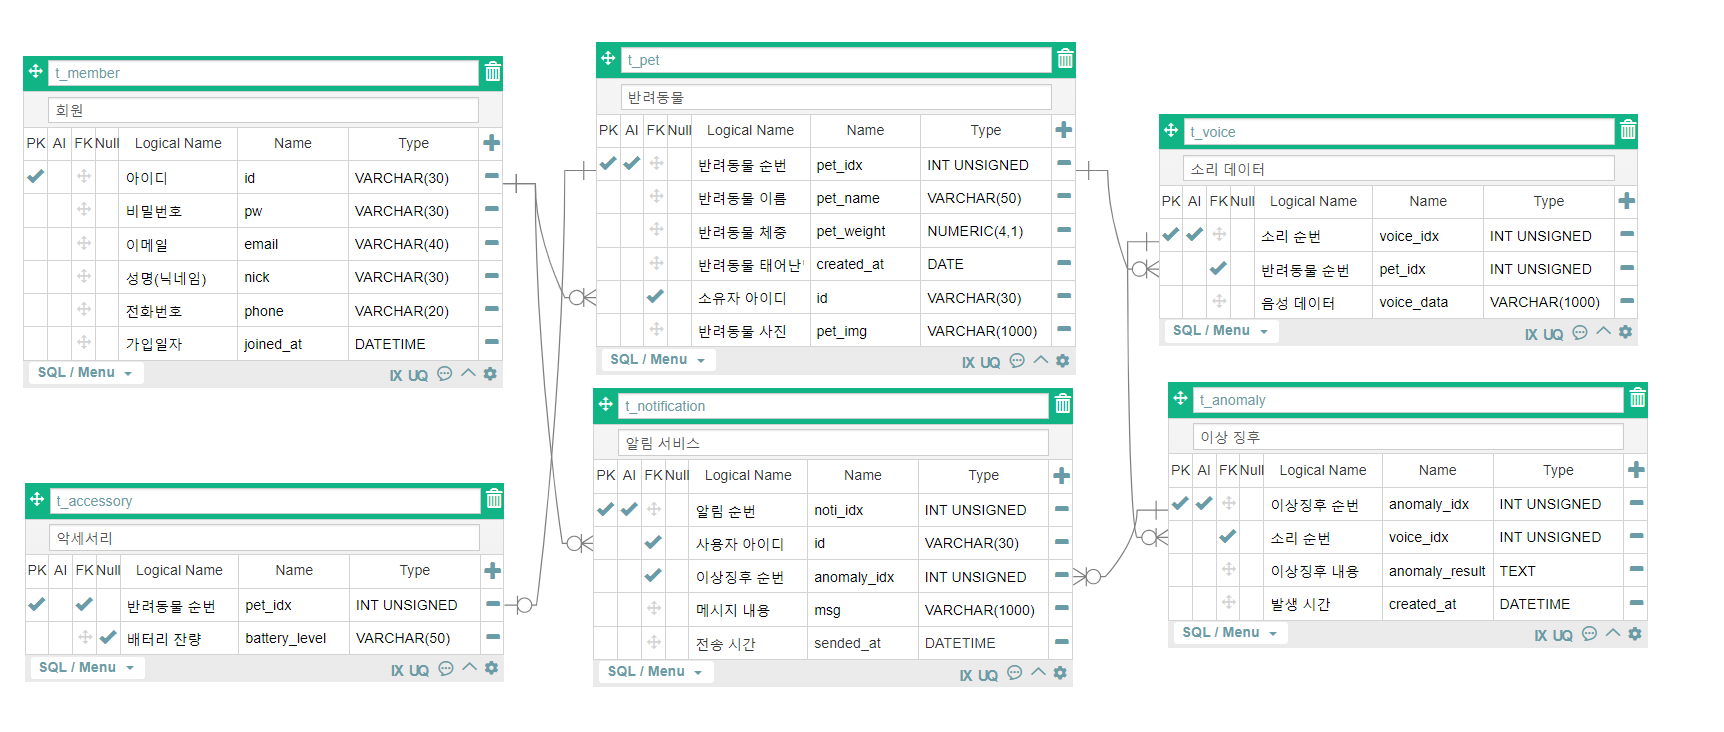 t_member
회원
PK AI FK Null Logical Name Name Type
아이디 id VARCHAR(30)
비밀번호 pw VARCHAR(30)
이메일 email VARCHAR(40)
성명(닉네임) nick VARCHAR(30)
전화번호 phone VARCHAR(20)
가입일자 joined_at DATETIME
SQL / Menu IX UQ
t_accessory
악세서리
PK AI FK Null Logical Name Name Type
반려동물 순번 pet_idx INT UNSIGNED
배터리 잔량 battery_level VARCHAR(50)
SQL / Menu IX UQ
t_pet
반려동물
PK AI FK Null Logical Name Name Type
반려동물 순번 pet_idx INT UNSIGNED
반려동물 이름 pet_name VARCHAR(50)
반려동물 체중 pet_weight NUMERIC(4,1)
반려동물 태어난 created_at DATE
소유자 아이디 id VARCHAR(30)
반려동물 사진 pet_img VARCHAR(1000)
SQL / Menu IX UQ
t_notification
알림 서비스
PK AI FK Null Logical Name Name Type
알림 순번 noti_idx INT UNSIGNED
사용자 아이디 id VARCHAR(30)
이상징후 순번 anomaly_idx INT UNSIGNED
메시지 내용 msg VARCHAR(1000)
전송 시간 sended_at DATETIME
SQL / Menu IX UQ
t_voice
소리 데이터
PK AI FK Null Logical Name Name Type
소리 순번 voice_idx INT UNSIGNED
반려동물 순번 pet_idx INT UNSIGNED
음성 데이터 voice_data VARCHAR(1000)
SQL / Menu IX UQ
t_anomaly
이상 징후
PK AI FK Null Logical Name Name Type
이상징후 순번 anomaly_idx INT UNSIGNED
소리 순번 voice_idx INT UNSIGNED
이상징후 내용 anomaly_result TEXT
발생 시간 created_at DATETIME
SQL / Menu IX UQ